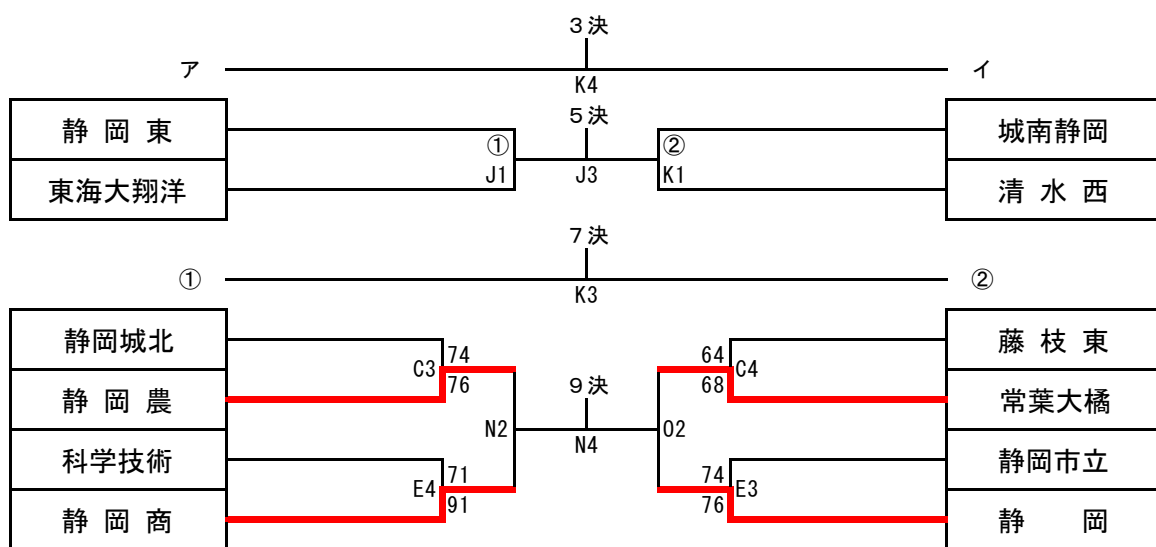 3決
ア イ
K4
静岡東 5決 城南静岡
① ②
東海大翔洋 J1 J3 K1 清水西
7決
① ②
K3
静岡城北 74 64 藤枝東
C3 C4
静岡農 76 9決 68 常葉大橘
N2 N4 O2
科学技術 71 74 静岡市立
E4 E3
静岡商 91 76 静岡